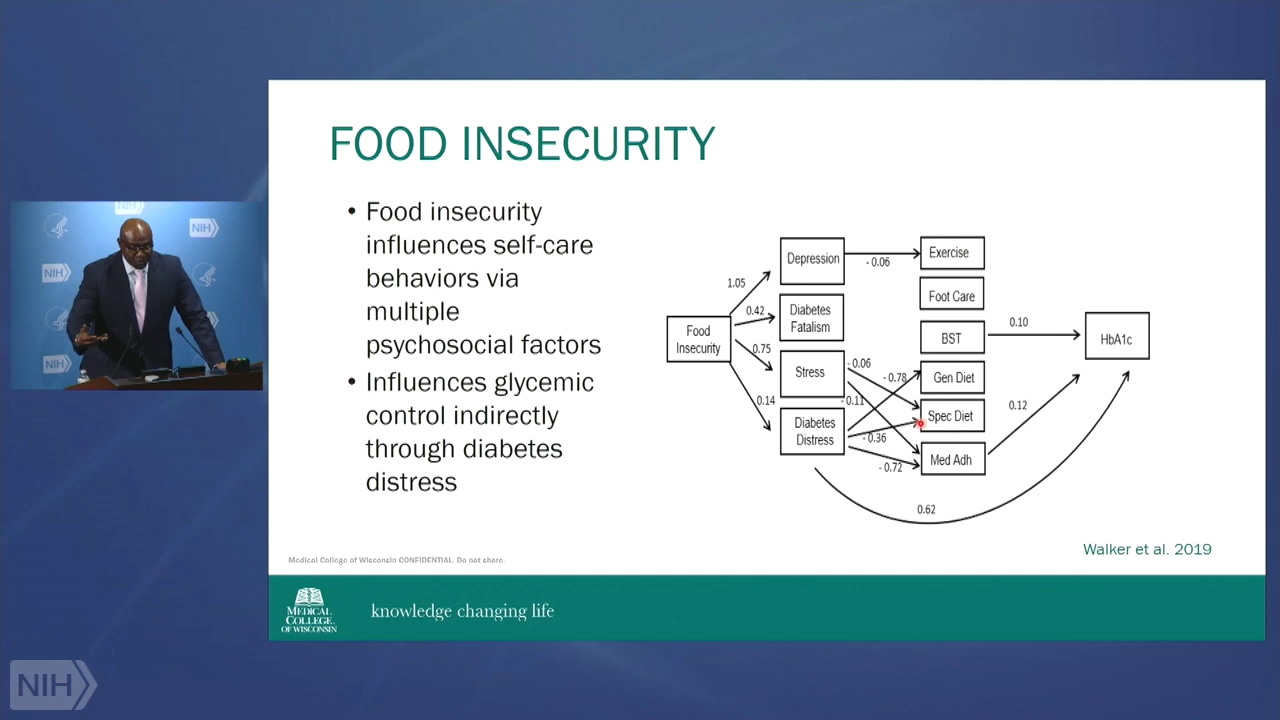 FOOD INSECURITY
• Food insecurity
influences self-care
behaviors via
multiple
psychosocial factors
• Influences glycemic
control indirectly
through diabetes
distress
Food
Insecurity
1.05
0.42
0.75
0.14
Depression
Diabetes
Fatalism
Stress
Diabetes
Distress
- 0.06
- 0.06
- 0.78
- 0.11
- 0.36
- 0.72
Exercise
Foot Care
BST
Gen Diet
Spec Diet
Med Adh
0.10
0.12
0.62
HbA1c
Walker et al. 2019
Medical College of Wisconsin CONFIDENTIAL. Do not share.
MEDICAL
COLLEGE
OF WISCONSIN
knowledge changing life
NIH
NIH
NIH
NIH
NIH